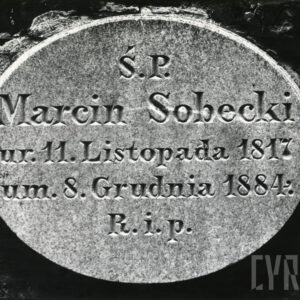 Ś.P.
Marcin Sobecki
ur. 11. Listopada 1817
um. 8. Grudnia 1884.
R. i. p.
CYR